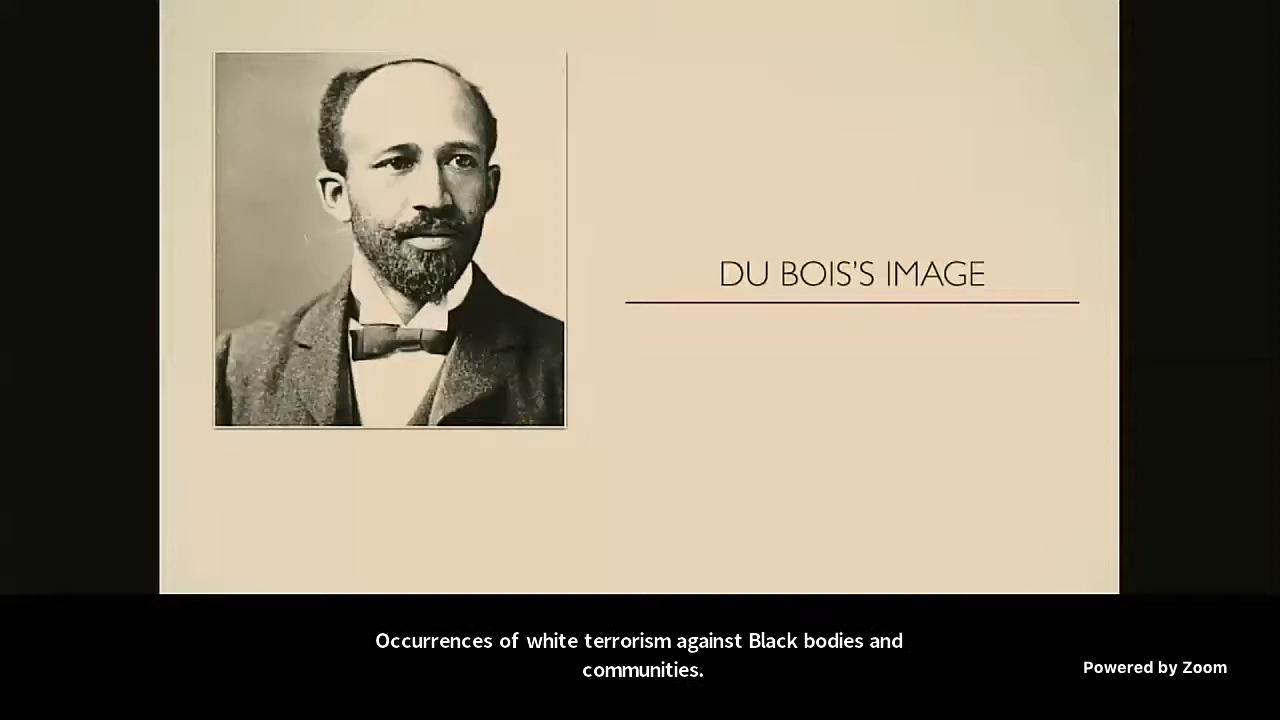 DU BOIS'S IMAGE
Occurrences of white terrorism against Black bodies and
communities.
Powered by Zoom